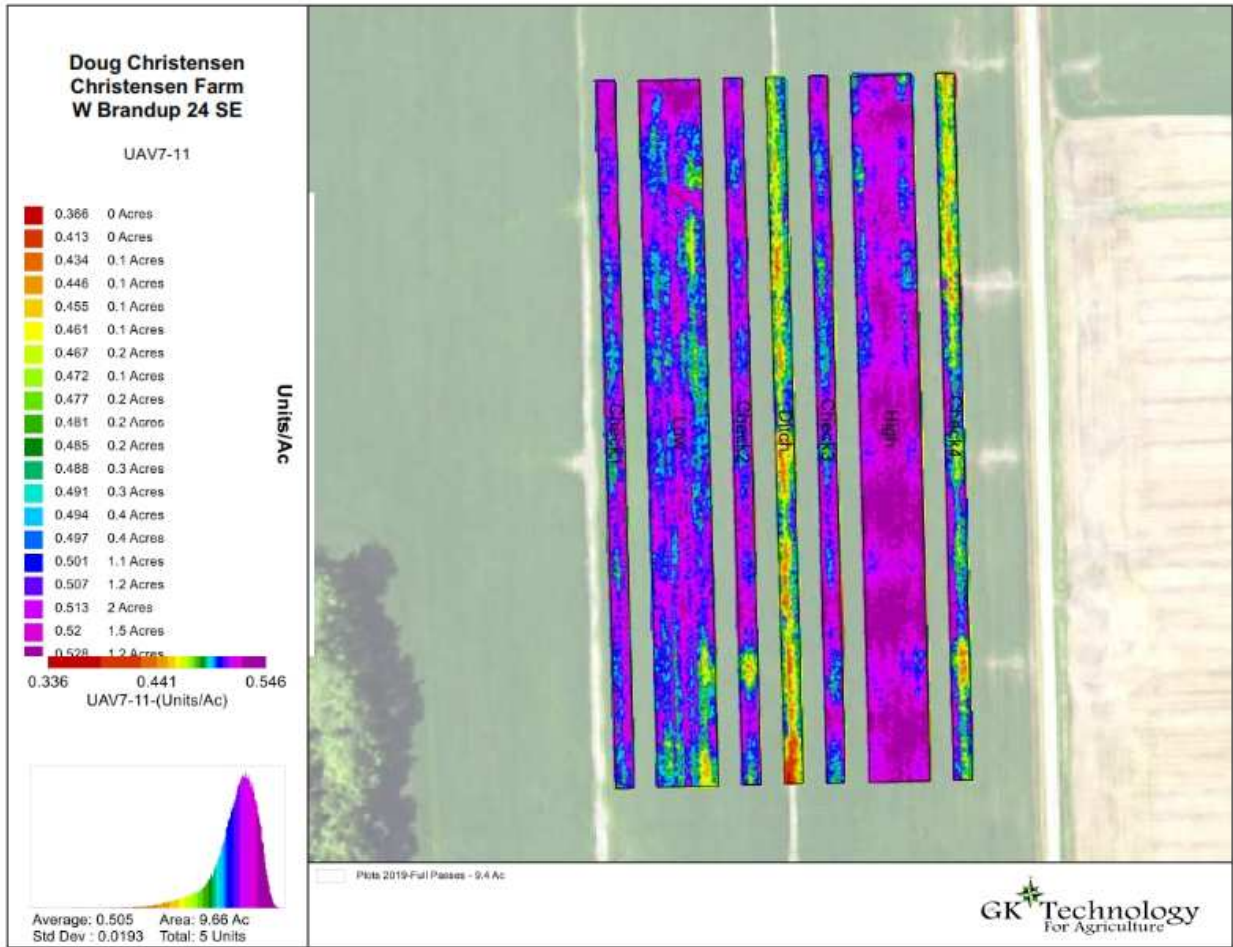 Doug Christensen
Christensen Farm
W Brandup 24 SE
UAV7-11
0.366 0 Acres
0.413 0 Acres
0.434 0.1 Acres
0.446 0.1 Acres
0.455 0.1 Acres
0.461 0.1 Acres
0.467 0.2 Acres
0.472 0.1 Acres
0.477 0.2 Acres
0.481 0.2 Acres
0.485 0.2 Acres
0.488 0.3 Acres
0.491 0.3 Acres
0.494 0.4 Acres
0.497 0.4 Acres
0.501 1.1 Acres
0.507 1.2 Acres
0.513 2 Acres
0.52 1.5 Acres
0.528 1.2 Acres
Units/Ac
0.336 0.441 0.546
UAV7-11-(Units/Ac)
Average: 0.505 Area: 9.66 Ac
Std Dev : 0.0193 Total: 5 Units
Low
Ditch
High
Plots 2019-Full Passes - 9.4 Ac
GK Technology
For Agriculture